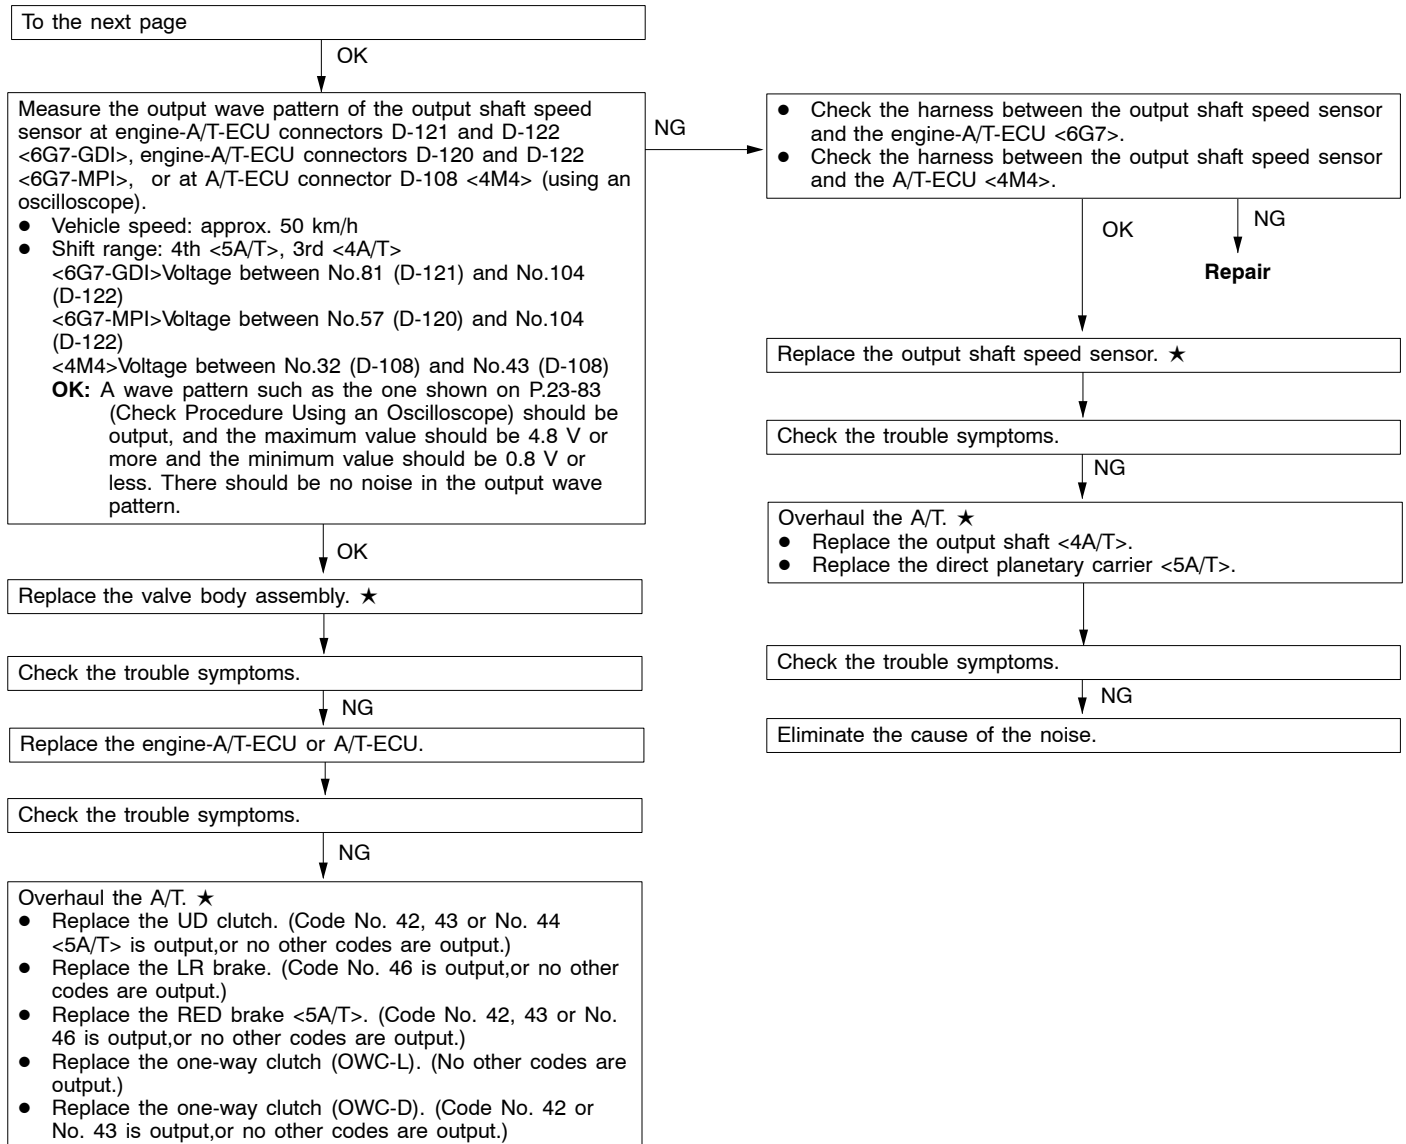 To the next page
OK
Measure the output wave pattern of the output shaft speed
sensor at engine-A/T-ECU connectors D-121 and D-122
<6G7-GDI>, engine-A/T-ECU connectors D-120 and D-122
<6G7-MPI>, or at A/T-ECU connector D-108 <4M4> (using an
oscilloscope).
● Vehicle speed: approx. 50 km/h
● Shift range: 4th <5A/T>, 3rd <4A/T>
<6G7-GDI>Voltage between No.81 (D-121) and No.104
(D-122)
<6G7-MPI>Voltage between No.57 (D-120) and No.104
(D-122)
<4M4>Voltage between No.32 (D-108) and No.43 (D-108)
OK: A wave pattern such as the one shown on P.23-83
(Check Procedure Using an Oscilloscope) should be
output, and the maximum value should be 4.8 V or
more and the minimum value should be 0.8 V or
less. There should be no noise in the output wave
pattern.
OK
Replace the valve body assembly. ★
Check the trouble symptoms.
NG
Replace the engine-A/T-ECU or A/T-ECU.
Check the trouble symptoms.
NG
Overhaul the A/T. ★
● Replace the UD clutch. (Code No. 42, 43 or No. 44
<5A/T> is output,or no other codes are output.)
● Replace the LR brake. (Code No. 46 is output,or no other
codes are output.)
● Replace the RED brake <5A/T>. (Code No. 42, 43 or No.
46 is output,or no other codes are output.)
● Replace the one-way clutch (OWC-L). (No other codes are
output.)
● Replace the one-way clutch (OWC-D). (Code No. 42 or
No. 43 is output,or no other codes are output.)
NG
● Check the harness between the output shaft speed sensor
and the engine-A/T-ECU <6G7>.
● Check the harness between the output shaft speed sensor
and the A/T-ECU <4M4>.
OK
NG
Repair
Replace the output shaft speed sensor. ★
Check the trouble symptoms.
NG
Overhaul the A/T. ★
● Replace the output shaft <4A/T>.
● Replace the direct planetary carrier <5A/T>.
Check the trouble symptoms.
NG
Eliminate the cause of the noise.